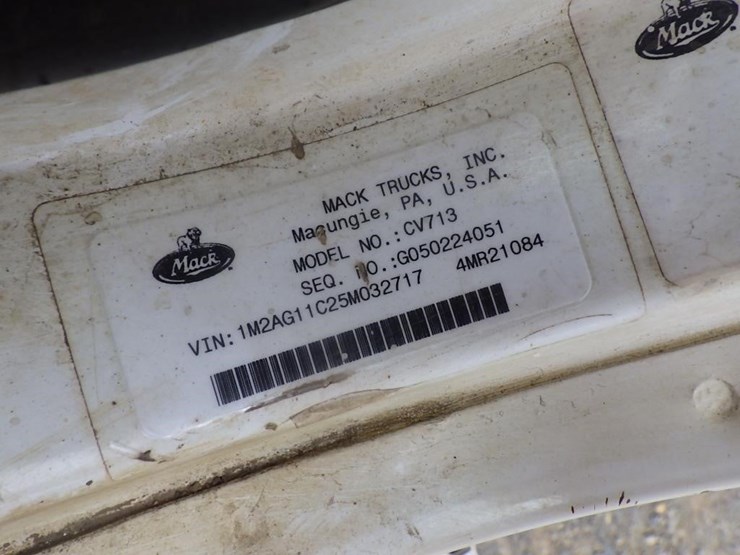 Mack
MACK TRUCKS, INC.
Macungie, PA, U.S.A.
MODEL NO.:CV713
SEQ. NO.:G050224051
Mack
VIN:1M2AG11C25M032717 4MR21084